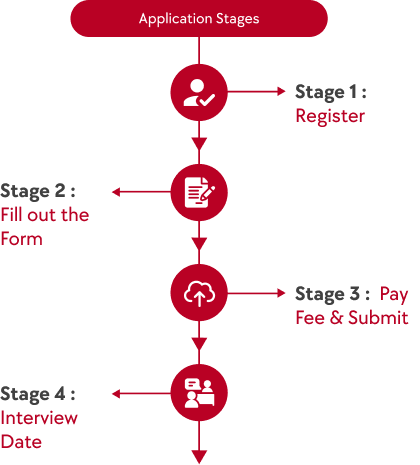 Application Stages
Stage 1 :
Register
Stage 2 :
Fill out the
Form
Stage 3 : Pay
Fee & Submit
Stage 4 :
Interview
Date